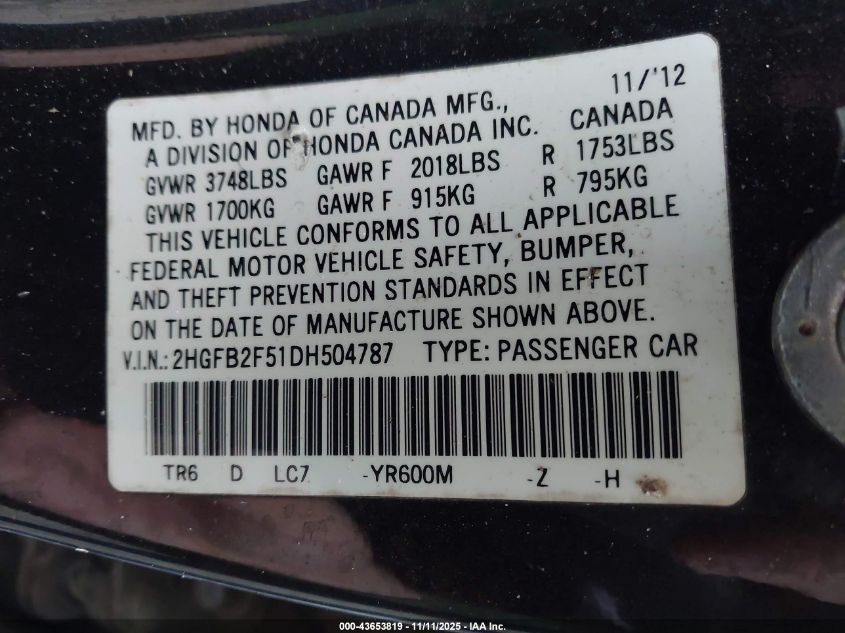 11/'12
MFD. BY HONDA OF CANADA MFG., CANADA
A DIVISION OF HONDA CANADA INC.
GVWR 3748LBS GAWR F 2018LBS R 1753LBS
GVWR 1700KG GAWR F 915KG R 795KG
THIS VEHICLE CONFORMS TO ALL APPLICABLE
FEDERAL MOTOR VEHICLE SAFETY, BUMPER,
AND THEFT PREVENTION STANDARDS IN EFFECT
ON THE DATE OF MANUFACTURE SHOWN ABOVE.
V.I.N.: 2HGFB2F51DH504787 TYPE: PASSENGER CAR
TR6 D LC7 -YR600M -Z -H
000-43653819 - 11/11/2025 - IAA Inc.